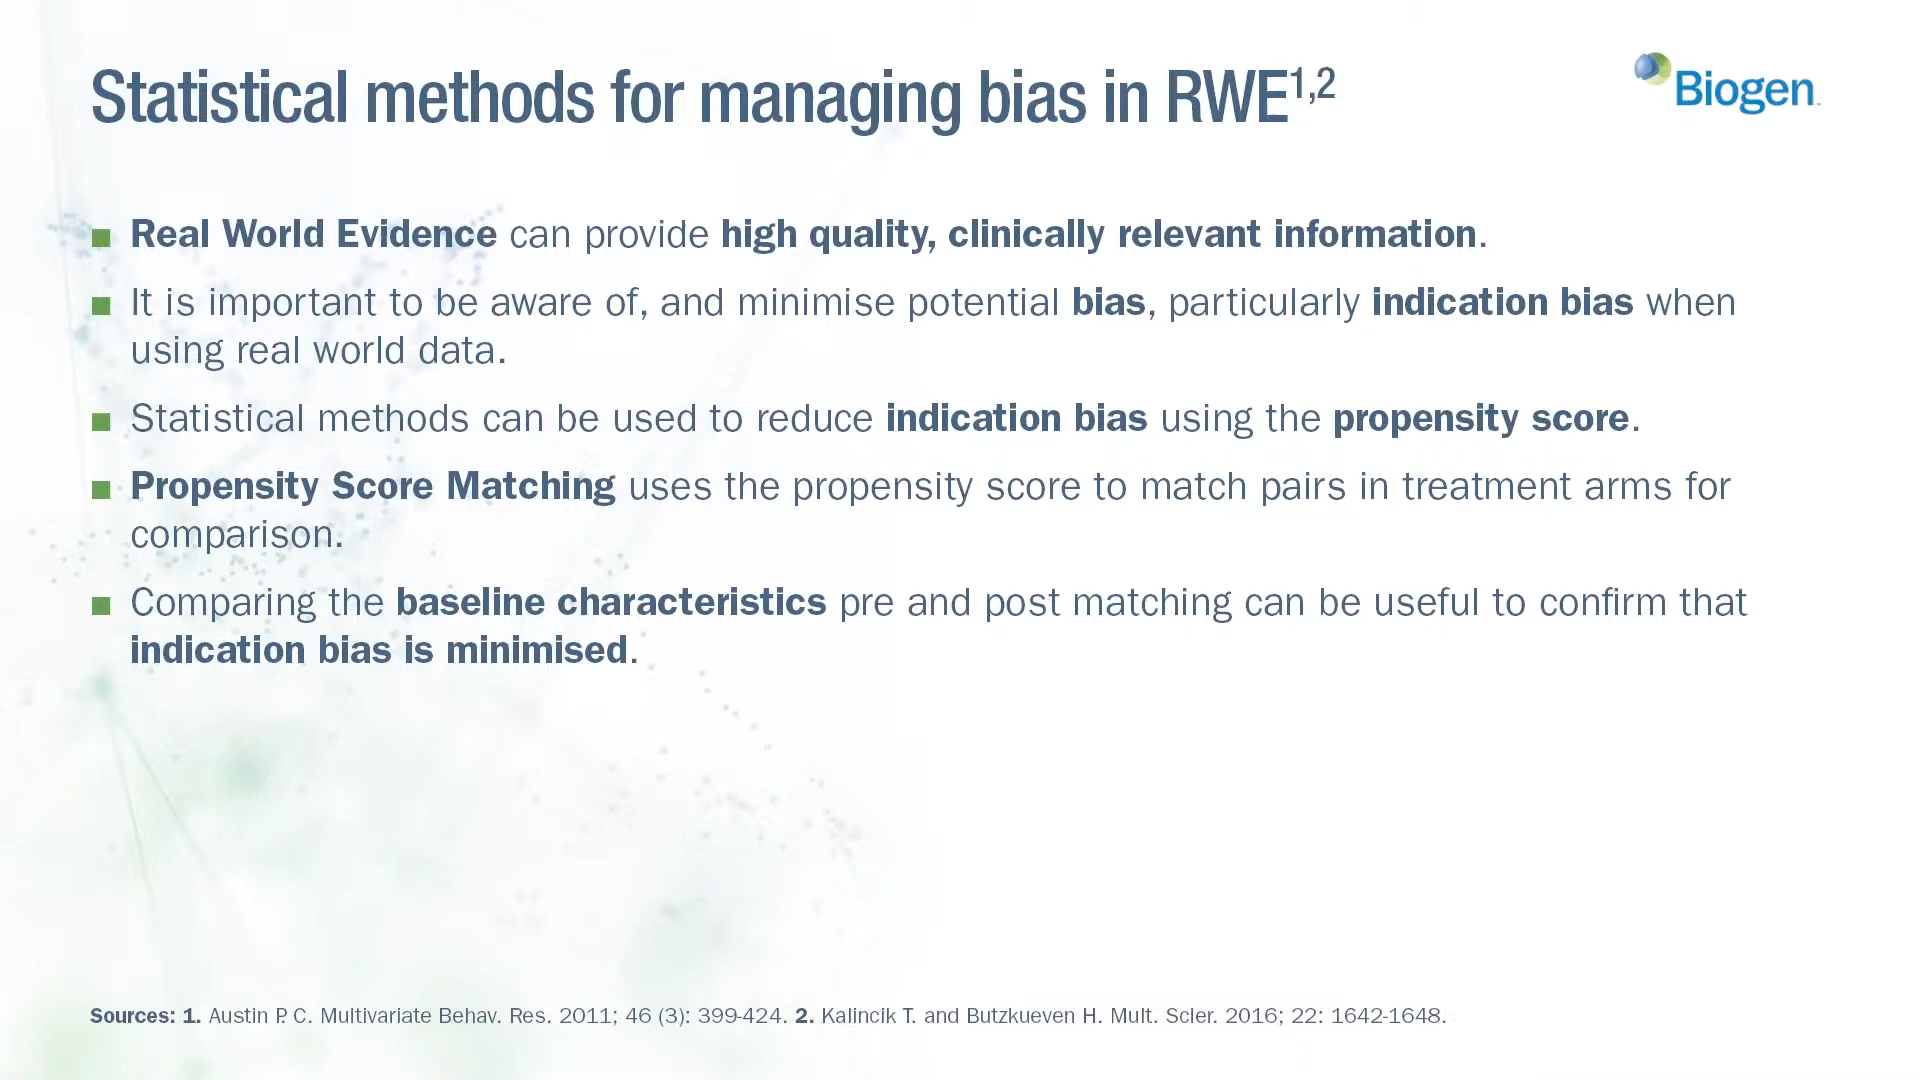 Statistical methods for managing bias in RWE1,2
Biogen
■ Real World Evidence can provide high quality, clinically relevant information.
■ It is important to be aware of, and minimise potential bias, particularly indication bias when
using real world data.
■ Statistical methods can be used to reduce indication bias using the propensity score.
■ Propensity Score Matching uses the propensity score to match pairs in treatment arms for
comparison.
■ Comparing the baseline characteristics pre and post matching can be useful to confirm that
indication bias is minimised.
Sources: 1. Austin P. C. Multivariate Behav. Res. 2011; 46 (3): 399-424. 2. Kalincik T. and Butzkueven H. Mult. Scler. 2016; 22: 1642-1648.